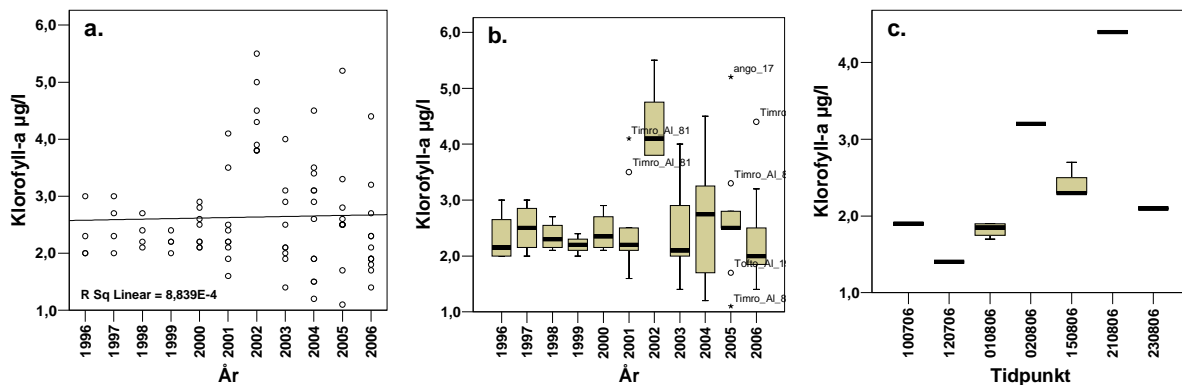 a.
Klorofyll-a µg/l
6,0
5,0
4,0
3,0
2,0
1,0
R Sq Linear = 8,839E-4
1996
1997
1998
1999
2000
2001
2002
2003
2004
2005
2006
År
b.
Klorofyll-a µg/l
6,0
5,0
4,0
3,0
2,0
1,0
ango_17
Timro
Timro_Al_81
Timro_Al_81
Timro_Al_8
Timro_Al_8
1996
1997
1998
1999
2000
2001
2002
2003
2004
2005
2006
År
c.
Klorofyll-a µg/l
4,0
3,0
2,0
1,0
100706
120706
010806
020806
150806
210806
230806
Tidpunkt